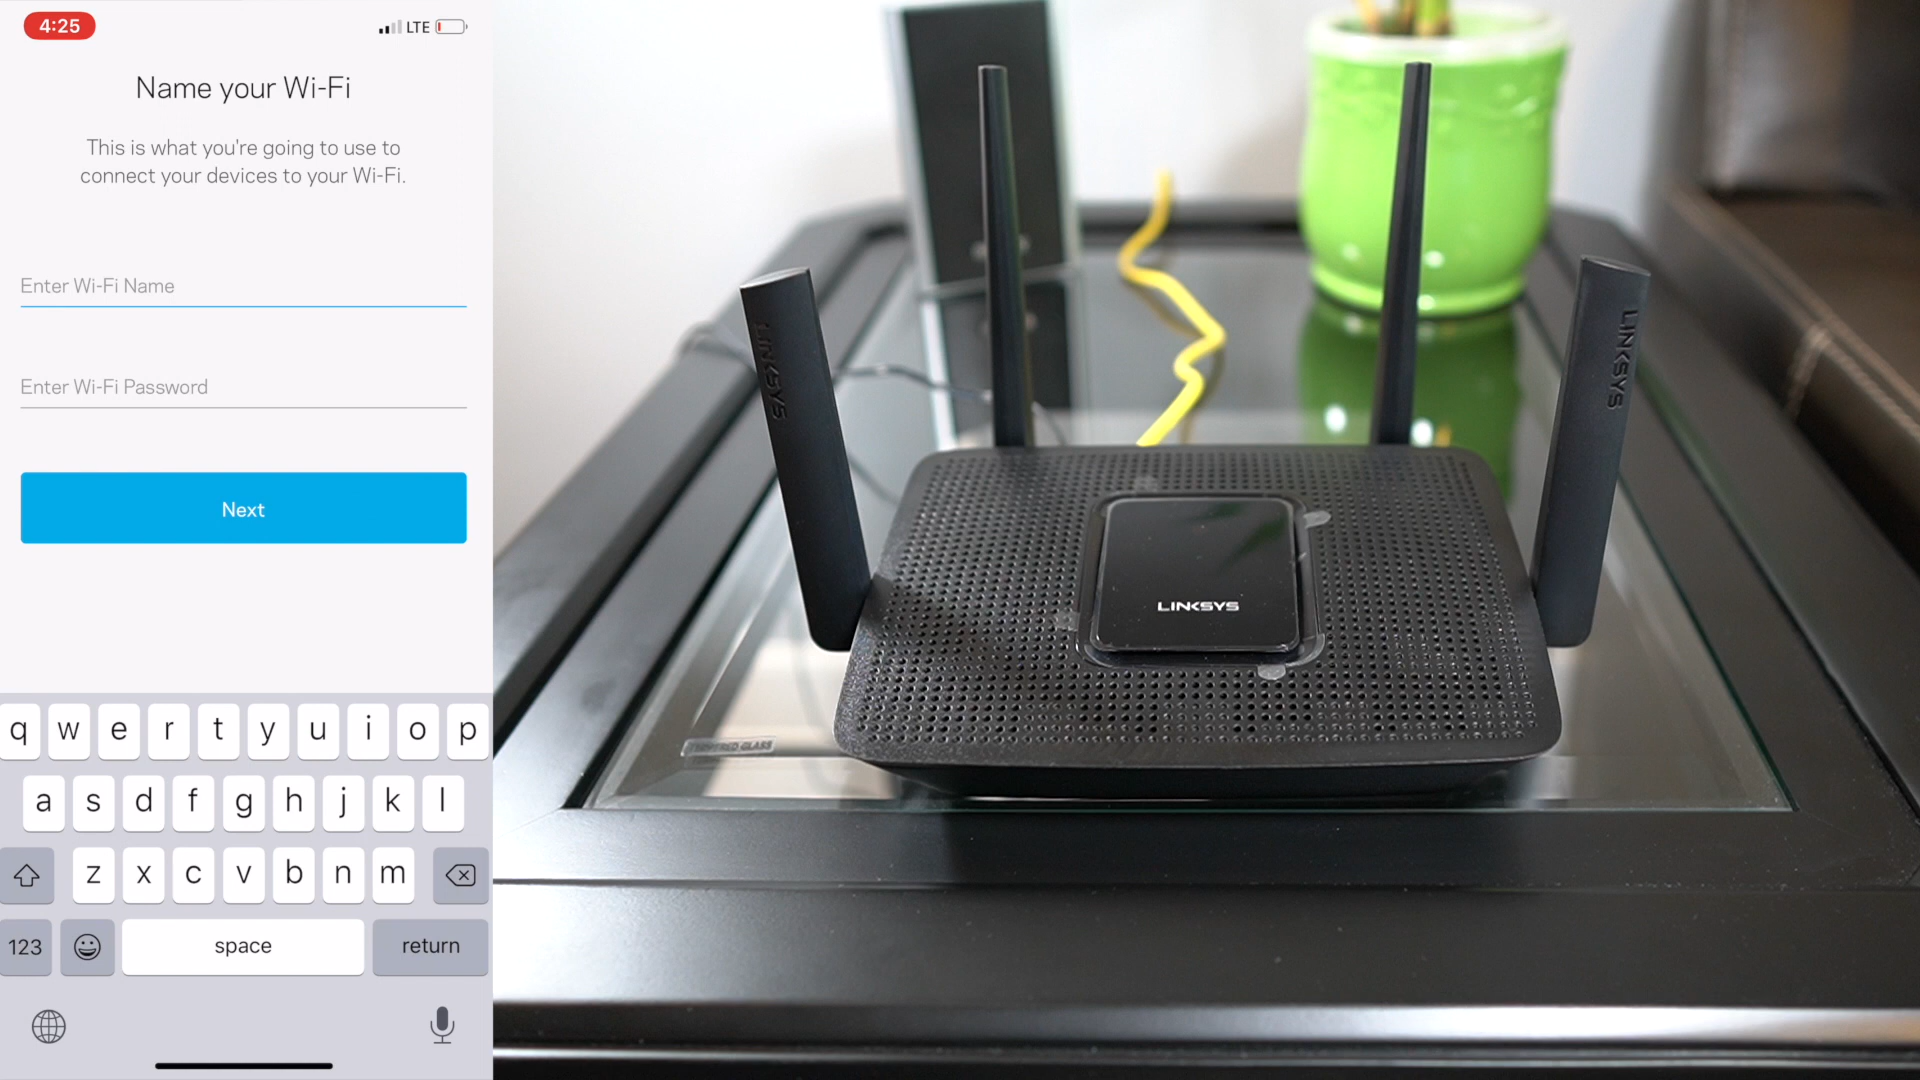 4:25
LTE
Name your Wi-Fi
This is what you're going to use to
connect your devices to your Wi-Fi.
Enter Wi-Fi Name
Enter Wi-Fi Password
Next
q w e r t y u i o p
a s d f g h j k l
z x c v b n m
123 space return
LINKSYS
LINKSYS
LINKSYS
TEMPERED GLASS